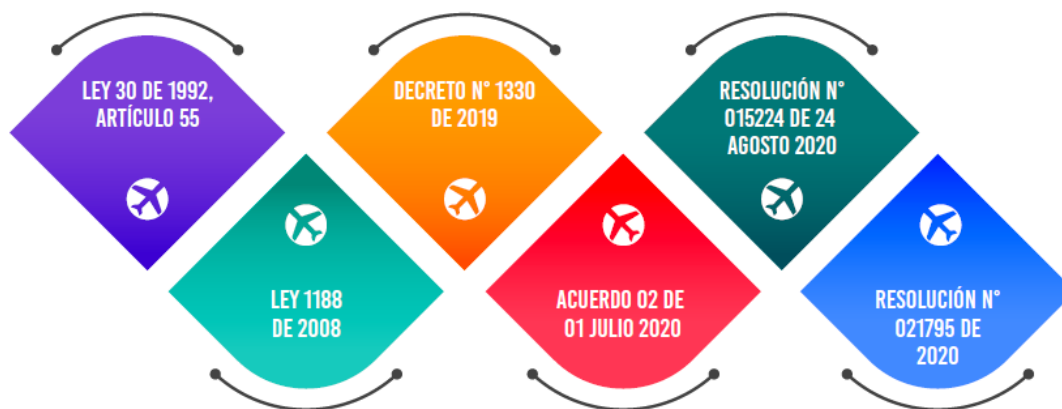 LEY 30 DE 1992,
ARTÍCULO 55
LEY 1188
DE 2008
DECRETO N° 1330
DE 2019
ACUERDO 02 DE
01 JULIO 2020
RESOLUCIÓN N°
015224 DE 24
AGOSTO 2020
RESOLUCIÓN N°
021795 DE
2020